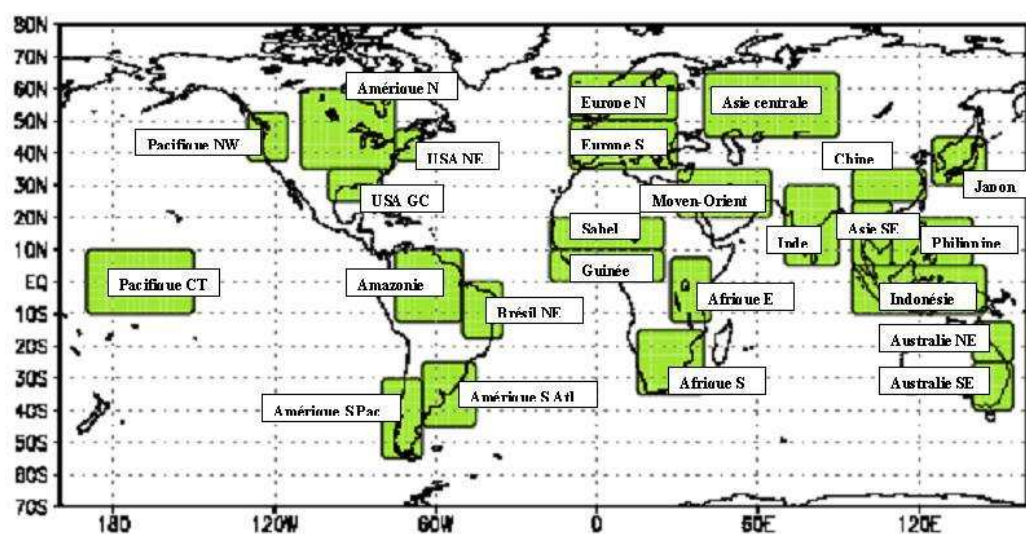 80N
70N
60N
50N
40N
30N
20N
10N
EQ
10S
20S
30S
40S
50S
60S
70S
Amérique N
Europe N
Asie centrale
Pacifique NW
USA NE
Europe S
Chine
Japon
USA GC
Moyen-Orient
Sahel
Inde
Asie SE
Philippine
Pacifique CT
Amazonie
Guinée
Brésil NE
Afrique E
Indonésie
Australie NE
Amérique S Pac
Amérique S Atl
Afrique S
Australie SE
180
120W
60W
0
60E
120E